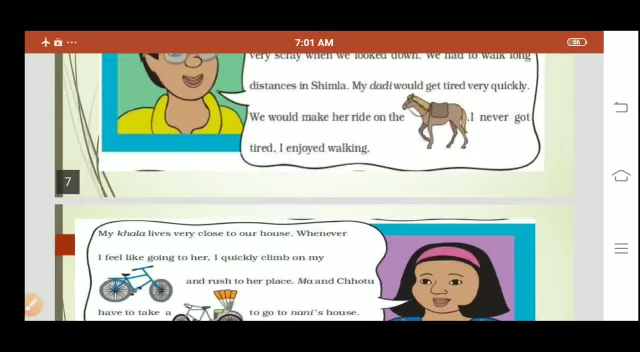 7:01 AM
56
very scray when we looked down. We had to walk long
distances in Shimla. My dadi would get tired very quickly.
We would make her ride on the .I never got
tired, I enjoyed walking.
7
My khala lives very close to our house. Whenever
I feel like going to her, I quickly climb on my
and rush to her place. Ma and Chhotu
have to take a to go to nani's house.